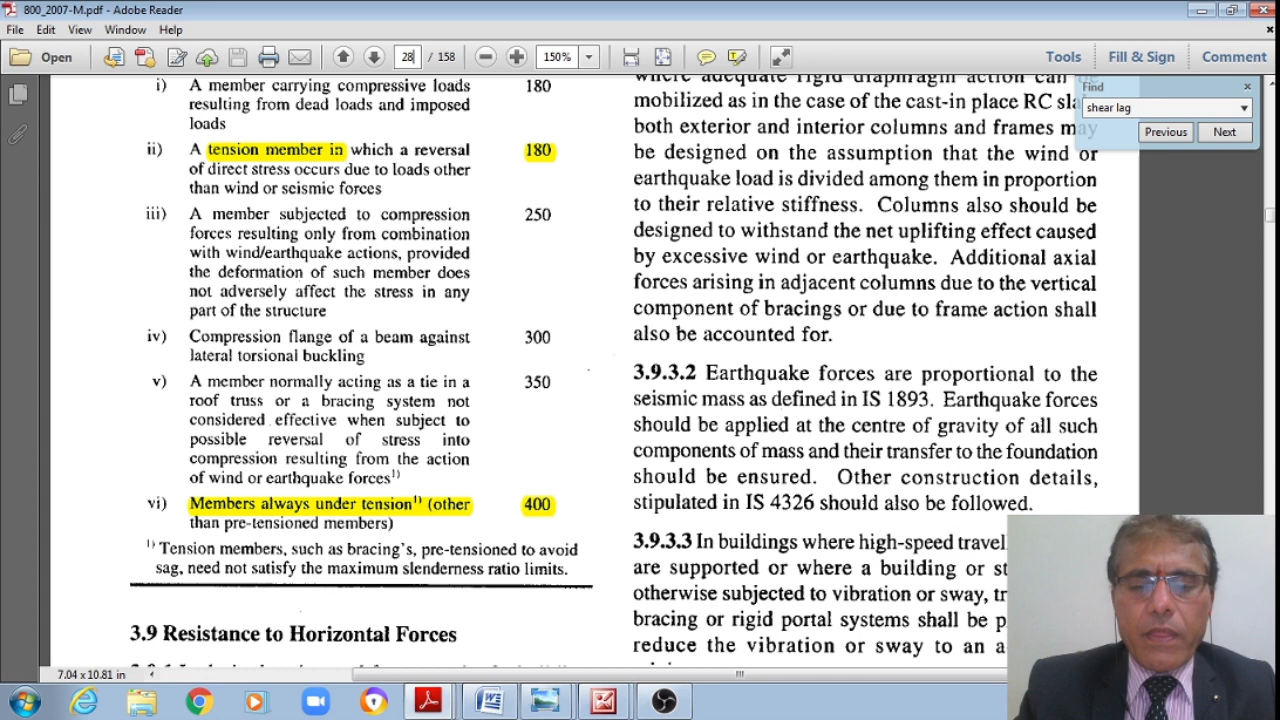 800_2007-M.pdf - Adobe Reader
File Edit View Window Help
Open
28 / 158
150%
Tools Fill & Sign Comment
Find
shear lag
Previous Next
i) A member carrying compressive loads 180
resulting from dead loads and imposed
loads
ii) A tension member in which a reversal 180
of direct stress occurs due to loads other
than wind or seismic forces
iii) A member subjected to compression 250
forces resulting only from combination
with wind/earthquake actions, provided
the deformation of such member does
not adversely affect the stress in any
part of the structure
iv) Compression flange of a beam against 300
lateral torsional buckling
v) A member normally acting as a tie in a 350
roof truss or a bracing system not
considered effective when subject to
possible reversal of stress into
compression resulting from the action
of wind or earthquake forces¹⁾
vi) Members always under tension¹⁾ (other 400
than pre-tensioned members)
¹⁾ Tension members, such as bracing's, pre-tensioned to avoid
sag, need not satisfy the maximum slenderness ratio limits.
3.9 Resistance to Horizontal Forces
where adequate rigid diaphragm action can
mobilized as in the case of the cast-in place RC
both exterior and interior columns and frames may
be designed on the assumption that the wind or
earthquake load is divided among them in proportion
to their relative stiffness. Columns also should be
designed to withstand the net uplifting effect caused
by excessive wind or earthquake. Additional axial
forces arising in adjacent columns due to the vertical
component of bracings or due to frame action shall
also be accounted for.
3.9.3.2 Earthquake forces are proportional to the
seismic mass as defined in IS 1893. Earthquake forces
should be applied at the centre of gravity of all such
components of mass and their transfer to the foundation
should be ensured. Other construction details,
stipulated in IS 4326 should also be followed.
3.9.3.3 In buildings where high-speed travel
are supported or where a building or
otherwise subjected to vibration or sway,
bracing or rigid portal systems shall be
reduce the vibration or sway to an
7.04 x 10.81 in